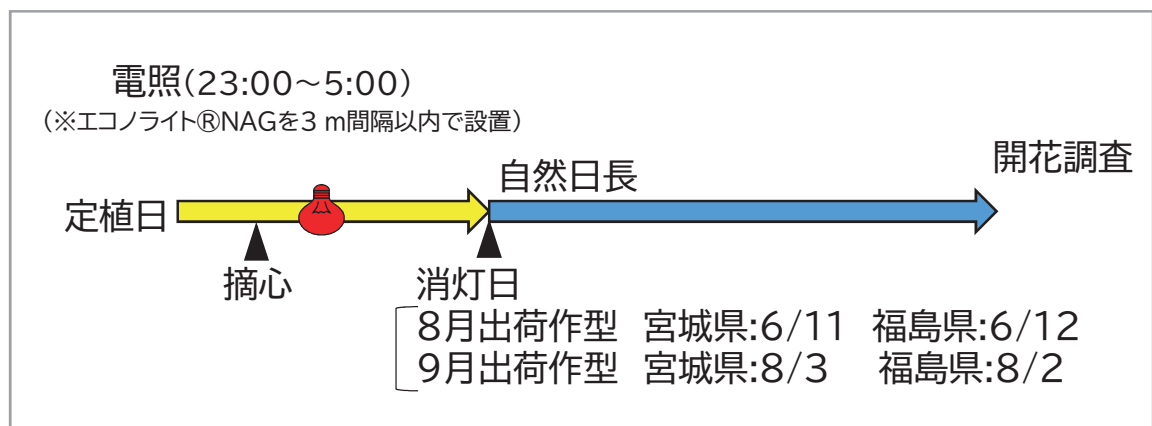 電照(23:00~5:00)
(※エコノライト®NAGを3 m間隔以内で設置)
開花調査
自然日長
定植日
摘心
消灯日
8月出荷作型 宮城県:6/11 福島県:6/12
9月出荷作型 宮城県:8/3 福島県:8/2